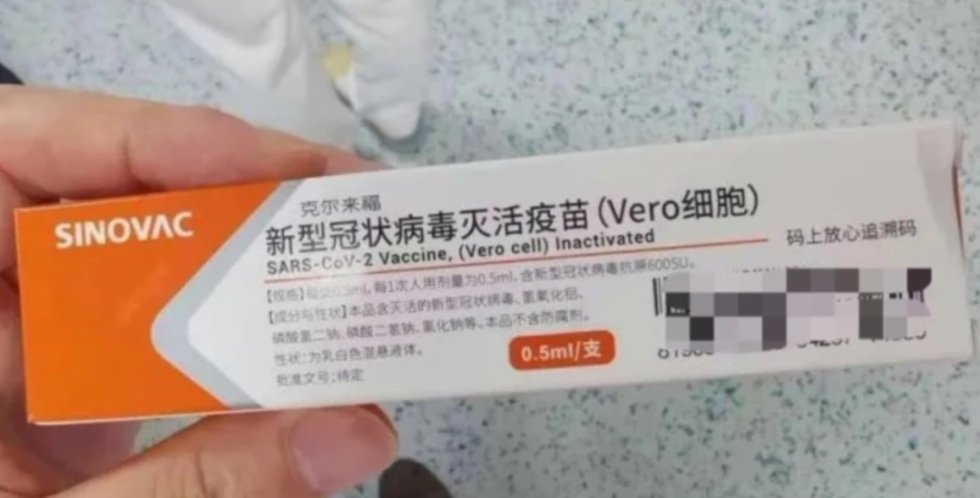 SINOVAC
克尔来福
新型冠状病毒灭活疫苗(Vero细胞)
SARS-CoV-2 Vaccine, (Vero cell) Inactivated
【规格】每支0.5ml, 每1次人用剂量为0.5ml, 含新型冠状病毒抗原600SU。
【成分与性状】本品含灭活的新型冠状病毒、氢氧化铝、
磷酸氢二钠、磷酸二氢钠、氯化钠等。本品不含防腐剂。
性状:为乳白色混悬液体。
批准文号:待定
0.5ml/支
码上放心追溯码